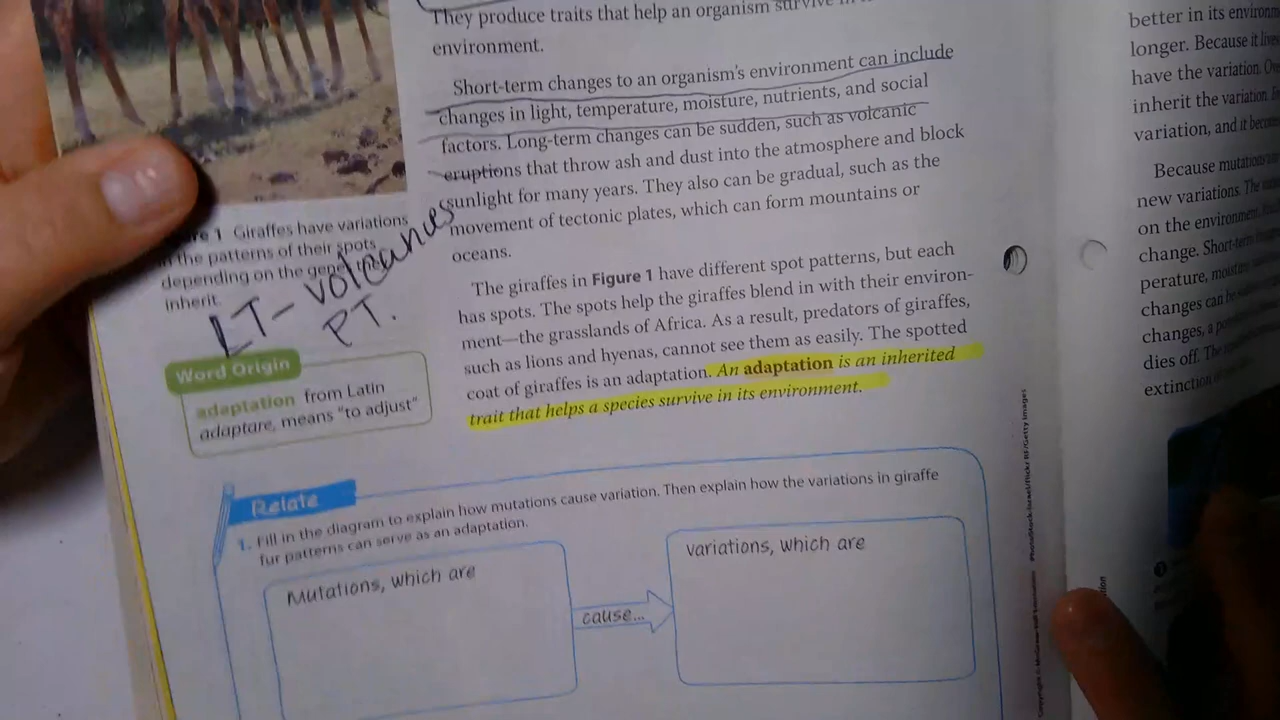 They produce traits that help an organism survive in
environment.
Short-term changes to an organism's environment can include
changes in light, temperature, moisture, nutrients, and social
factors. Long-term changes can be sudden, such as volcanic
eruptions that throw ash and dust into the atmosphere and block
sunlight for many years. They also can be gradual, such as the
movement of tectonic plates, which can form mountains or
oceans.
The giraffes in Figure 1 have different spot patterns, but each
has spots. The spots help the giraffes blend in with their environ-
ment—the grasslands of Africa. As a result, predators of giraffes,
such as lions and hyenas, cannot see them as easily. The spotted
coat of giraffes is an adaptation. An adaptation is an inherited
trait that helps a species survive in its environment.
1 Giraffes have variations
the patterns of their spots
depending on the
inherit.
LT- volcanoes
PT.
Word Origin
adaptation from Latin
adaptare, means "to adjust"
Relate
1. Fill in the diagram to explain how mutations cause variation. Then explain how the variations in giraffe
fur patterns can serve as an adaptation.
Mutations, which are
cause...
variations, which are
better in its
longer. Because it
have the variation.
inherit the variation.
variation, and it
Because mutations
new variations. The
on the environment,
change. Short-term
changes can be
changes, a
dies off. The
extinction